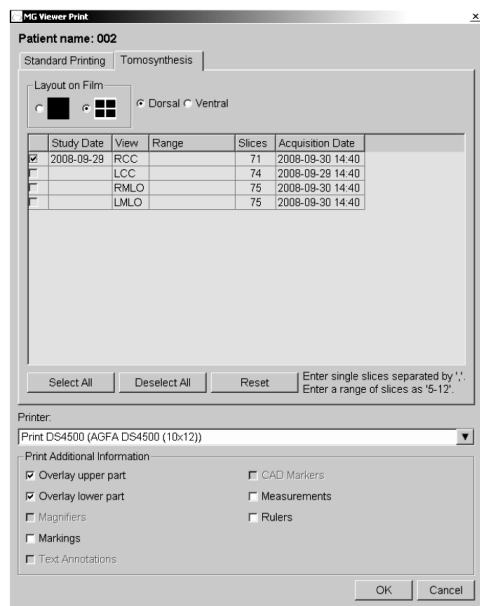 MG Viewer Print
Patient name: 002
Standard Printing Tomosynthesis
Layout on Film
Dorsal Ventral
Study Date View Range Slices Acquisition Date
2008-09-29 RCC 71 2008-09-30 14:40
LCC 74 2008-09-29 14:40
RMLO 75 2008-09-30 14:40
LMLO 75 2008-09-30 14:40
Select All Deselect All Reset Enter single slices separated by ','.
Enter a range of slices as '5-12'.
Printer:
Print DS4500 (AGFA DS4500 (10x12))
Print Additional Information
Overlay upper part CAD Markers
Overlay lower part Measurements
Magnifiers Rulers
Markings
Text Annotations
OK Cancel